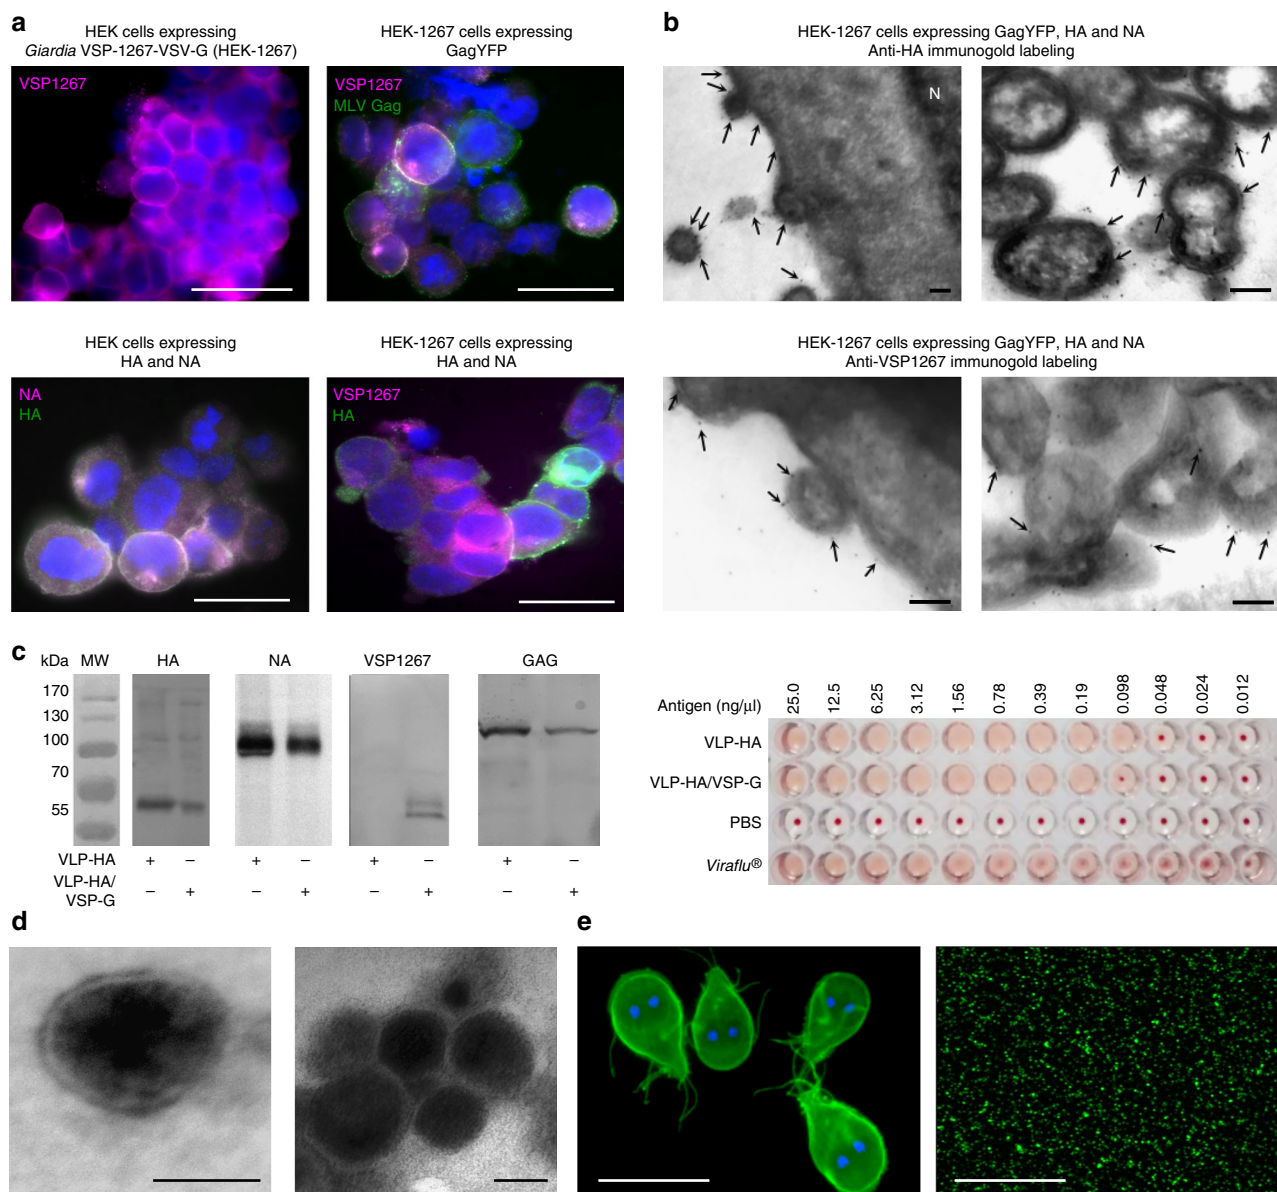 a
HEK cells expressing
Giardia VSP-1267-VSV-G (HEK-1267)
VSP1267
HEK-1267 cells expressing
GagYFP
VSP1267
MLV Gag
HEK cells expressing
HA and NA
NA
HA
HEK-1267 cells expressing
HA and NA
VSP1267
HA
b
HEK-1267 cells expressing GagYFP, HA and NA
Anti-HA immunogold labeling
N
HEK-1267 cells expressing GagYFP, HA and NA
Anti-VSP1267 immunogold labeling
c
kDa MW HA NA VSP1267 GAG
170
130
100
70
55
VLP-HA + – + – + – + –
VLP-HA/
VSP-G – + – + – + – +
Antigen (ng/μl) 25.0 12.5 6.25 3.12 1.56 0.78 0.39 0.19 0.098 0.048 0.024 0.012
VLP-HA
VLP-HA/VSP-G
PBS
Viraflu®
d
e